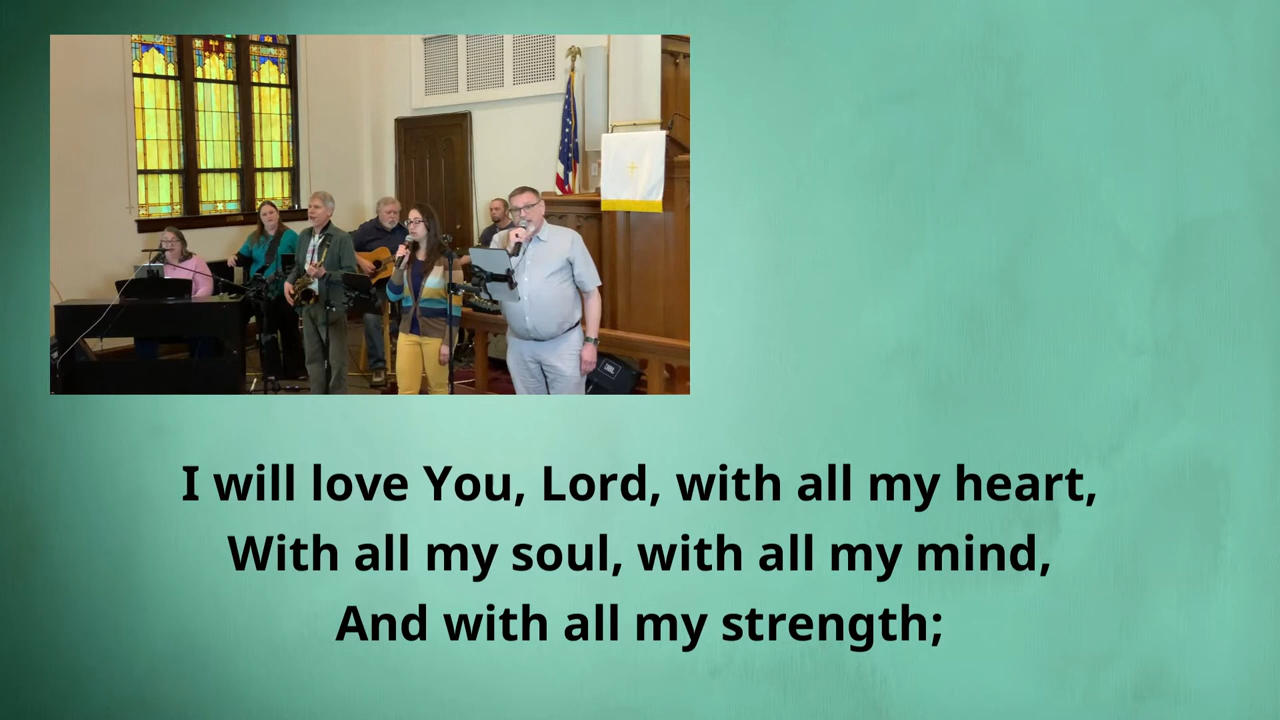 JBL
I will love You, Lord, with all my heart,
With all my soul, with all my mind,
And with all my strength;